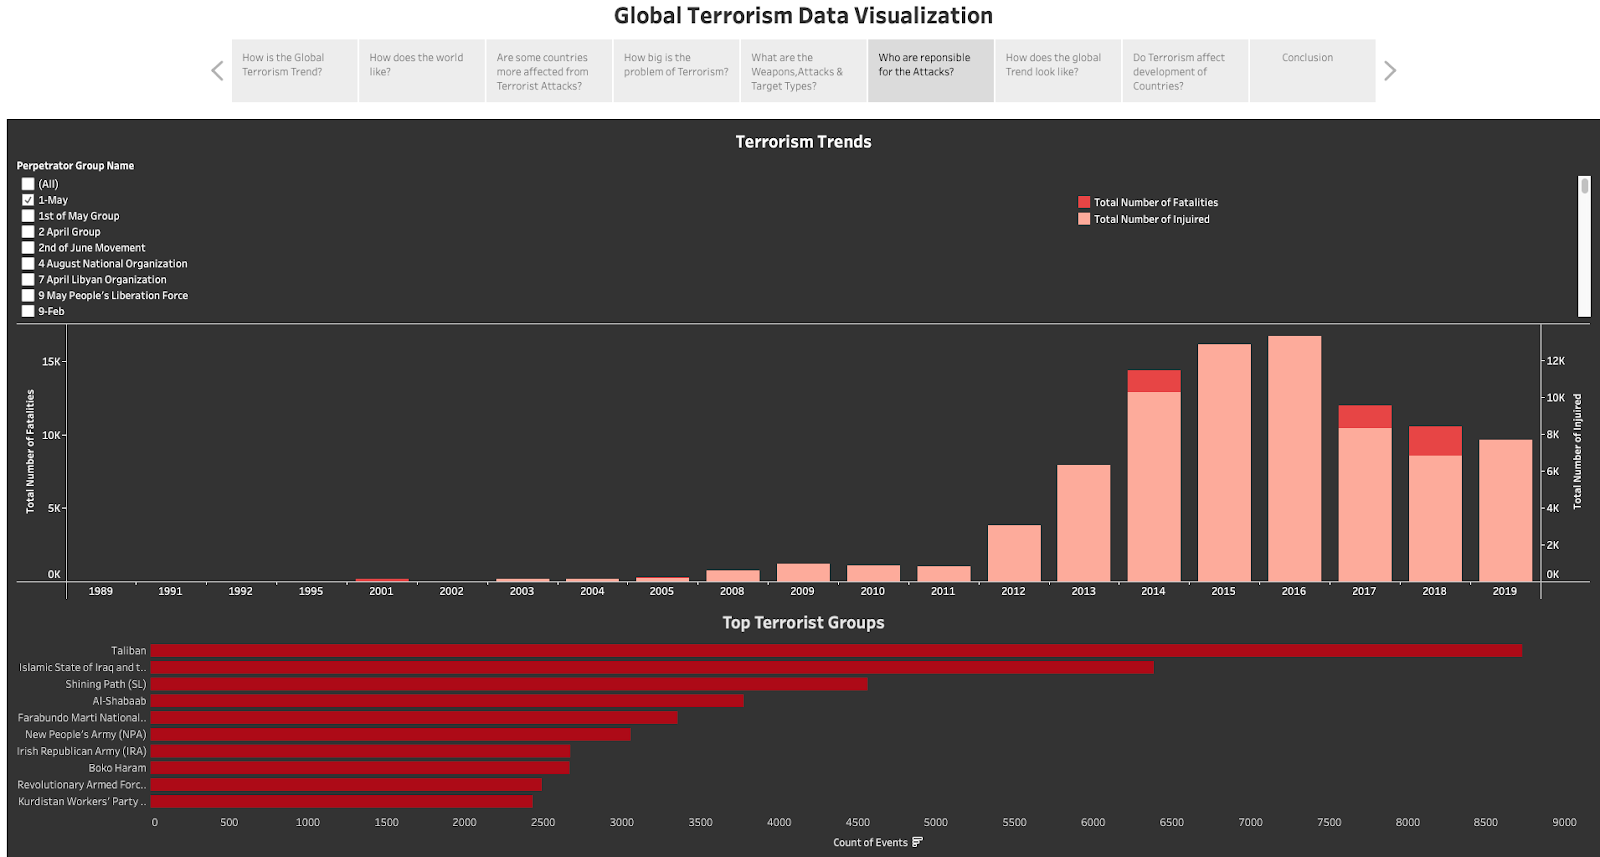 Global Terrorism Data Visualization
How is the Global
Terrorism Trend?
How does the world
like?
Are some countries
more affected from
Terrorist Attacks?
How big is the
problem of Terrorism?
What are the
Weapons,Attacks &
Target Types?
Who are reponsible
for the Attacks?
How does the global
Trend look like?
Do Terrorism affect
development of
Countries?
Conclusion
Terrorism Trends
Perpetrator Group Name
(All)
1-May
1st of May Group
2 April Group
2nd of June Movement
4 August National Organization
7 April Libyan Organization
9 May People's Liberation Force
9-Feb
Total Number of Fatalities
Total Number of Injuired
Total Number of Fatalities
15K
10K
5K
0K
12K
10K
8K
6K
4K
2K
0K
Total Number of Injuired
1989 1991 1992 1995 2001 2002 2003 2004 2005 2008 2009 2010 2011 2012 2013 2014 2015 2016 2017 2018 2019
Top Terrorist Groups
Taliban
Islamic State of Iraq and t..
Shining Path (SL)
Al-Shabaab
Farabundo Marti National..
New People's Army (NPA)
Irish Republican Army (IRA)
Boko Haram
Revolutionary Armed Forc..
Kurdistan Workers' Party ..
0 500 1000 1500 2000 2500 3000 3500 4000 4500 5000 5500 6000 6500 7000 7500 8000 8500 9000
Count of Events